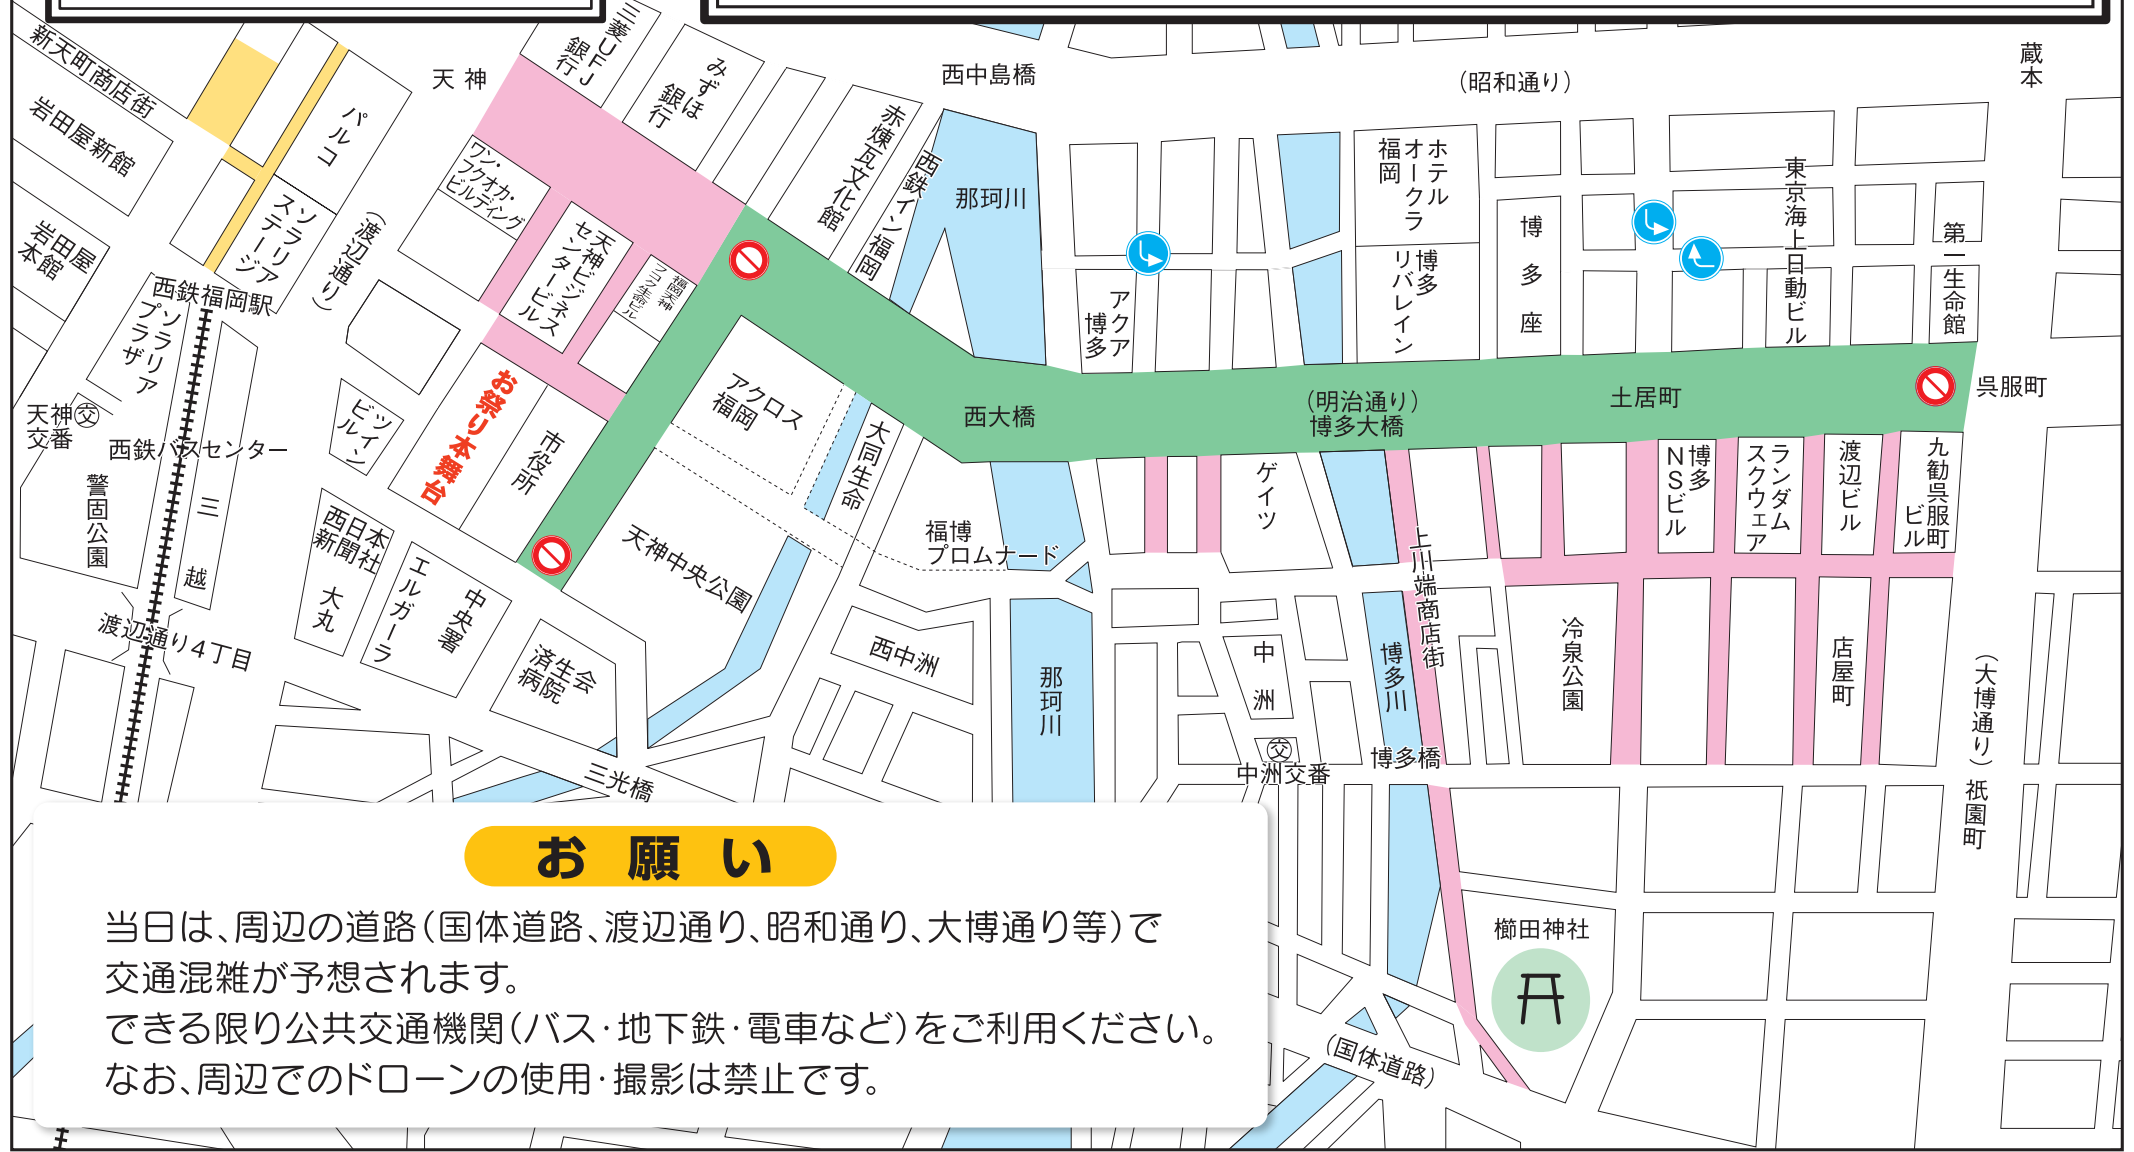 新天町商店街
岩田屋新館
岩田屋
本館
パルコ
ソラリア
ステージ
(渡辺通り)
西鉄福岡駅
ソラリア
プラザ
天神㊋
天神
三菱UFJ
銀行
みずほ
銀行
ワン・
フクオカ・
ビルディング
天神ビジネス
センタービル
福岡天神
フコク生命ビル
赤煉瓦文化館
西鉄イン福岡
西中島橋
那珂川
(昭和通り)
蔵本
ホテル
オークラ
福岡
博多
リバレイン
アクア
博多
博多座
東京海上日動ビル
第一生命館
呉服町
土居町
(明治通り)
博多大橋
西大橋
アクロス
福岡
大同生命
お祭り本舞台
市役所
ツイン
ビル
天神
交番
西鉄バスセンター
警固公園
三越
西日本
新聞社
大丸
エルガーラ
中央署
済生会
病院
渡辺通り4丁目
天神中央公園
福博
プロムナード
西中洲
那珂川
三光橋
ゲイツ
中洲
中洲交番
博多橋
博多川
上川端商店街
博多
NSビル
ランダム
スクウェア
渡辺ビル
九勧呉服町
ビル
冷泉公園
店屋町
(大博通り)
祇園町
櫛田神社
(国体道路)
お願い
当日は、周辺の道路(国体道路、渡辺通り、昭和通り、大博通り等)で
交通混雑が予想されます。
できる限り公共交通機関(バス・地下鉄・電車など)をご利用ください。
なお、周辺でのドローンの使用・撮影は禁止です。